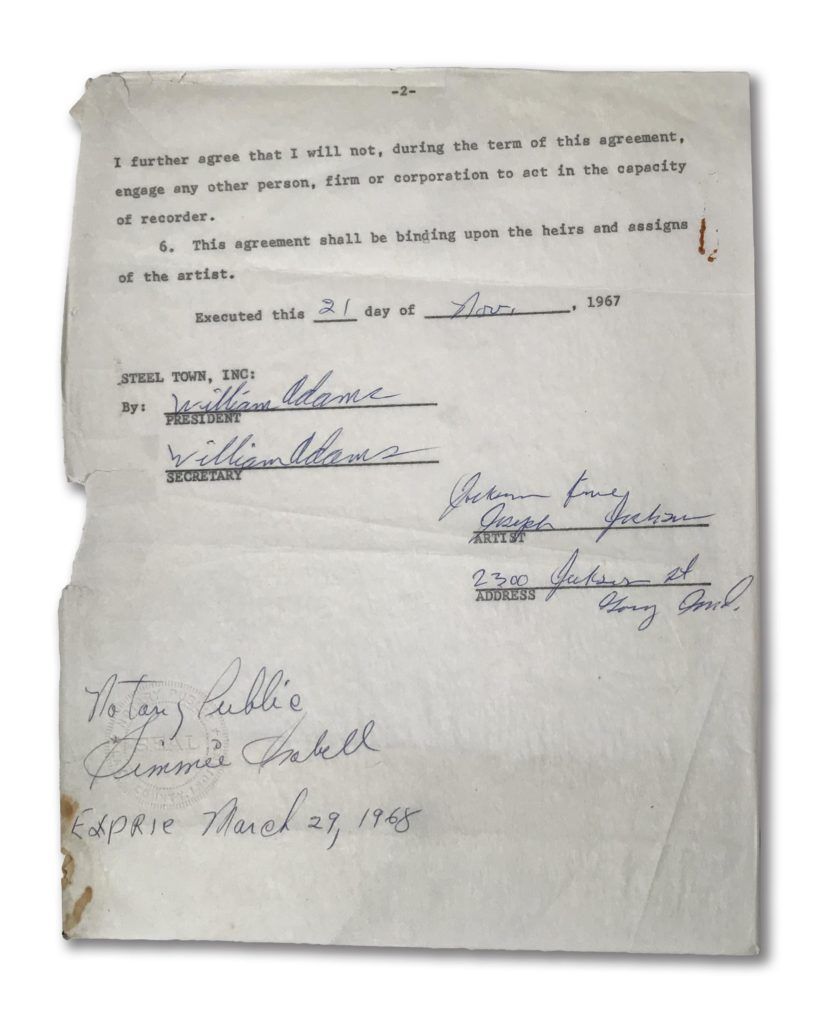 -2-
I further agree that I will not, during the term of this agreement,
engage any other person, firm or corporation to act in the capacity
of recorder.
6. This agreement shall be binding upon the heirs and assigns
of the artist.
Executed this 21 day of Nov. , 1967
STEEL TOWN, INC:
By: William Adams
PRESIDENT
William Adams
SECRETARY
Jackson Five
Joseph Jackson
ARTIST
2300 Jackson St
ADDRESS
Gary Ind.
Notary Public
SEAL
Exprie March 29, 1968